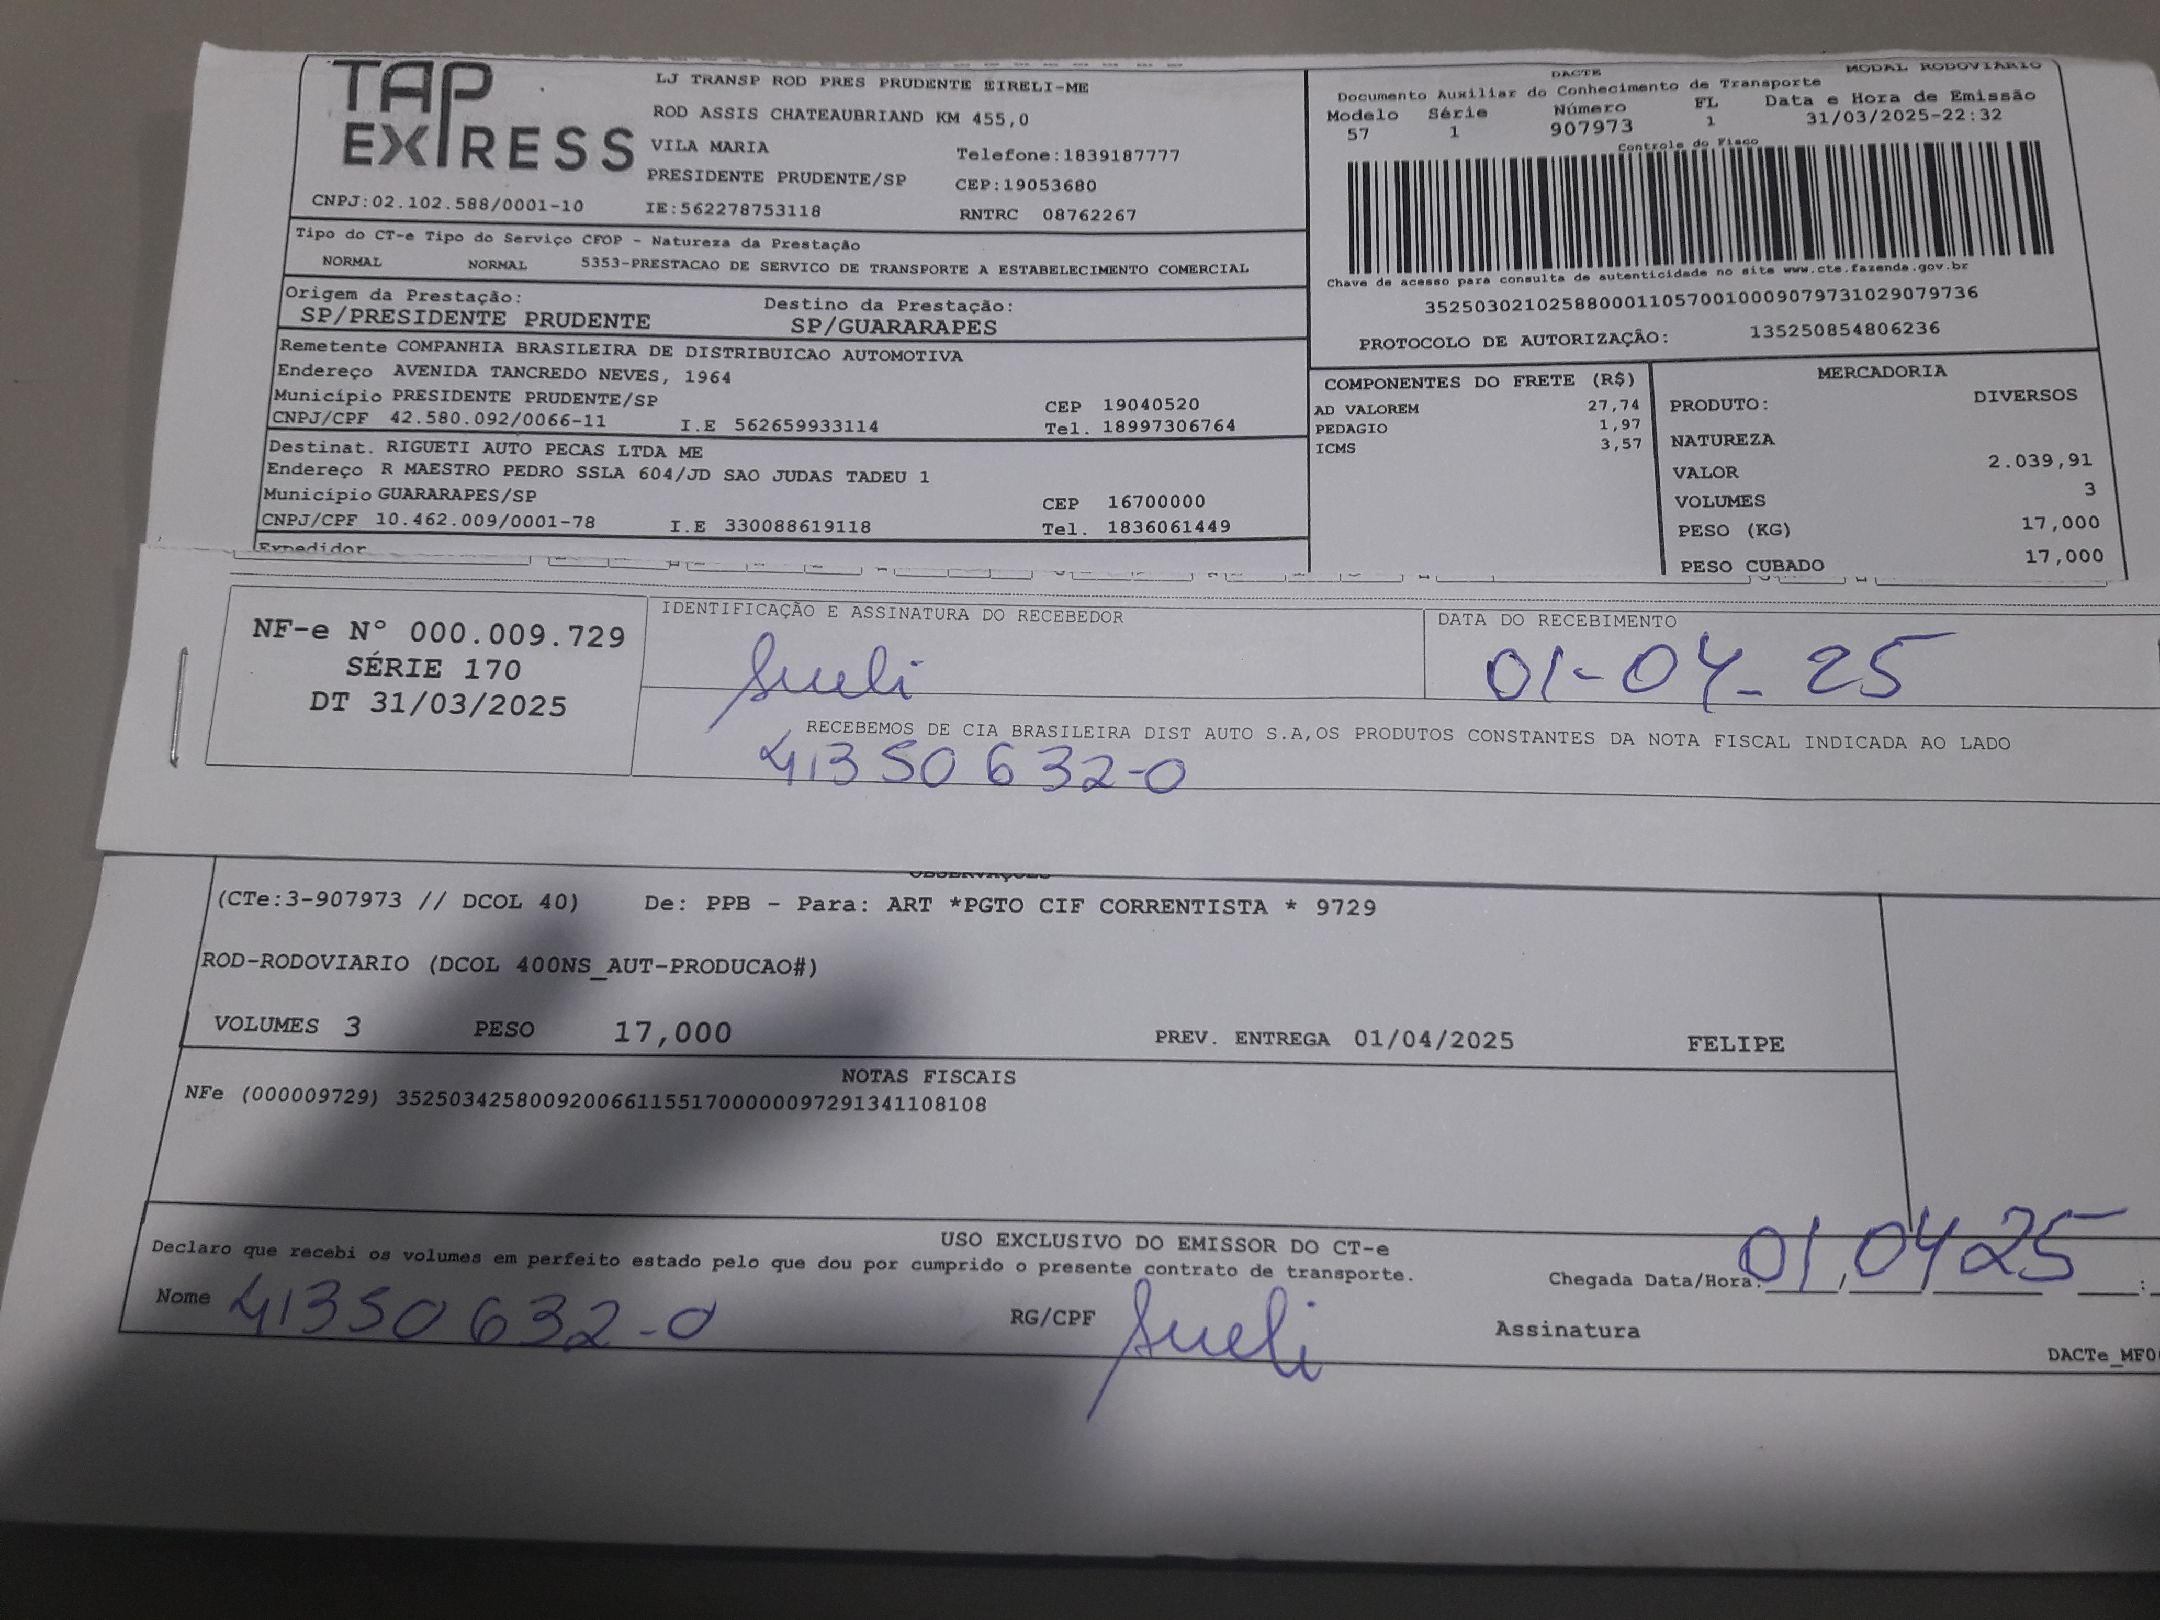 TAP EXPRESS
LJ TRANSP ROD PRES PRUDENTE EIRELI-ME
ROD ASSIS CHATEAUBRIAND KM 455,0
VILA MARIA Telefone:1839187777
PRESIDENTE PRUDENTE/SP CEP:19053680
CNPJ:02.102.588/0001-10 IE:562278753118 RNTRC 08762267
DACTE MODAL RODOVIÁRIO
Documento Auxiliar do Conhecimento de Transporte
Modelo Série Número FL Data e Hora de Emissão
57 1 907973 1 31/03/2025-22:32
Controle do Fisco
Chave de acesso para consulta de autenticidade no site www.cte.fazenda.gov.br
35250302102588000110570010009079731029079736
PROTOCOLO DE AUTORIZAÇÃO: 135250854806236
Tipo do CT-e Tipo do Serviço CFOP - Natureza da Prestação
NORMAL NORMAL 5353-PRESTACAO DE SERVICO DE TRANSPORTE A ESTABELECIMENTO COMERCIAL
Origem da Prestação: Destino da Prestação:
SP/PRESIDENTE PRUDENTE SP/GUARARAPES
Remetente COMPANHIA BRASILEIRA DE DISTRIBUICAO AUTOMOTIVA
Endereço AVENIDA TANCREDO NEVES, 1964
Município PRESIDENTE PRUDENTE/SP CEP 19040520
CNPJ/CPF 42.580.092/0066-11 I.E 562659933114 Tel. 18997306764
Destinat. RIGUETI AUTO PECAS LTDA ME
Endereço R MAESTRO PEDRO SSLA 604/JD SAO JUDAS TADEU 1
Município GUARARAPES/SP CEP 16700000
CNPJ/CPF 10.462.009/0001-78 I.E 330088619118 Tel. 1836061449
Expedidor
COMPONENTES DO FRETE (R$)
AD VALOREM 27,74
PEDAGIO 1,97
ICMS 3,57
MERCADORIA
PRODUTO: DIVERSOS
NATUREZA
VALOR 2.039,91
VOLUMES 3
PESO (KG) 17,000
PESO CUBADO 17,000
NF-e Nº 000.009.729
SÉRIE 170
DT 31/03/2025
IDENTIFICAÇÃO E ASSINATURA DO RECEBEDOR
Sueli
DATA DO RECEBIMENTO
01-04-25
RECEBEMOS DE CIA BRASILEIRA DIST AUTO S.A,OS PRODUTOS CONSTANTES DA NOTA FISCAL INDICADA AO LADO
41350632-0
OBSERVAÇÕES
(CTe:3-907973 // DCOL 40) De: PPB - Para: ART *PGTO CIF CORRENTISTA * 9729
ROD-RODOVIARIO (DCOL 400NS_AUT-PRODUCAO#)
VOLUMES 3 PESO 17,000 PREV. ENTREGA 01/04/2025 FELIPE
NOTAS FISCAIS
NFe (000009729) 35250342580092006611551700000097291341108108
USO EXCLUSIVO DO EMISSOR DO CT-e
Declaro que recebi os volumes em perfeito estado pelo que dou por cumprido o presente contrato de transporte.
Chegada Data/Hora: 01,04 25
Nome 41350632-0 RG/CPF Sueli Assinatura
DACTe_MF0